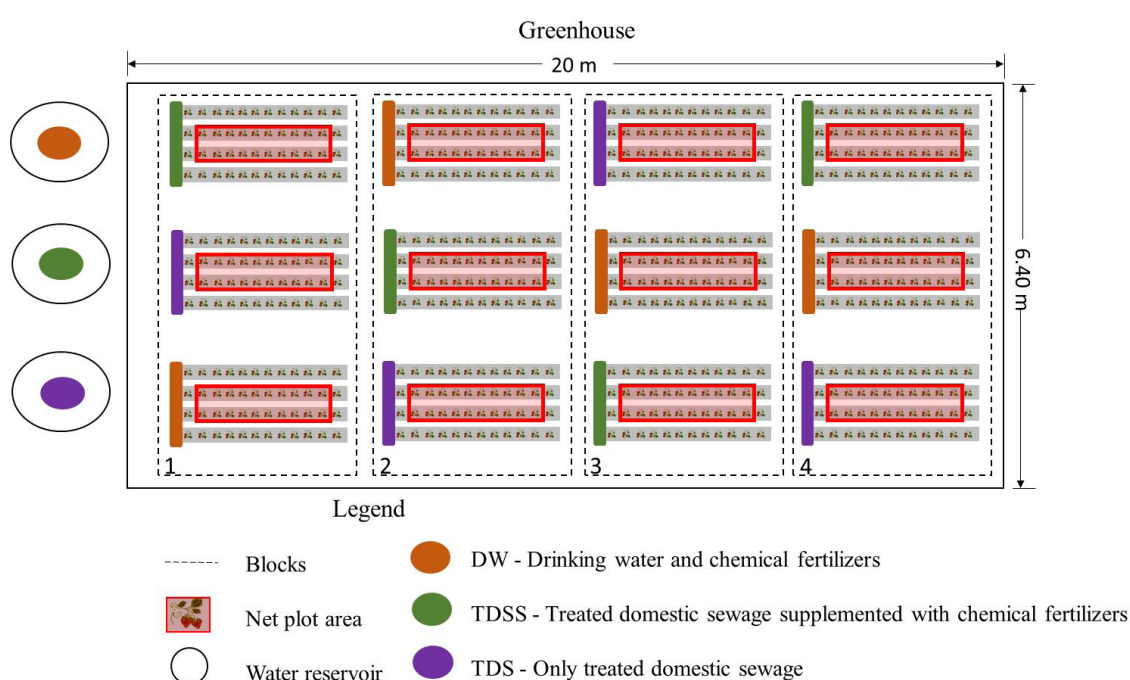 Greenhouse
20 m
6.40 m
1
2
3
4
Legend
Blocks
DW - Drinking water and chemical fertilizers
Net plot area
TDSS - Treated domestic sewage supplemented with chemical fertilizers
Water reservoir
TDS - Only treated domestic sewage